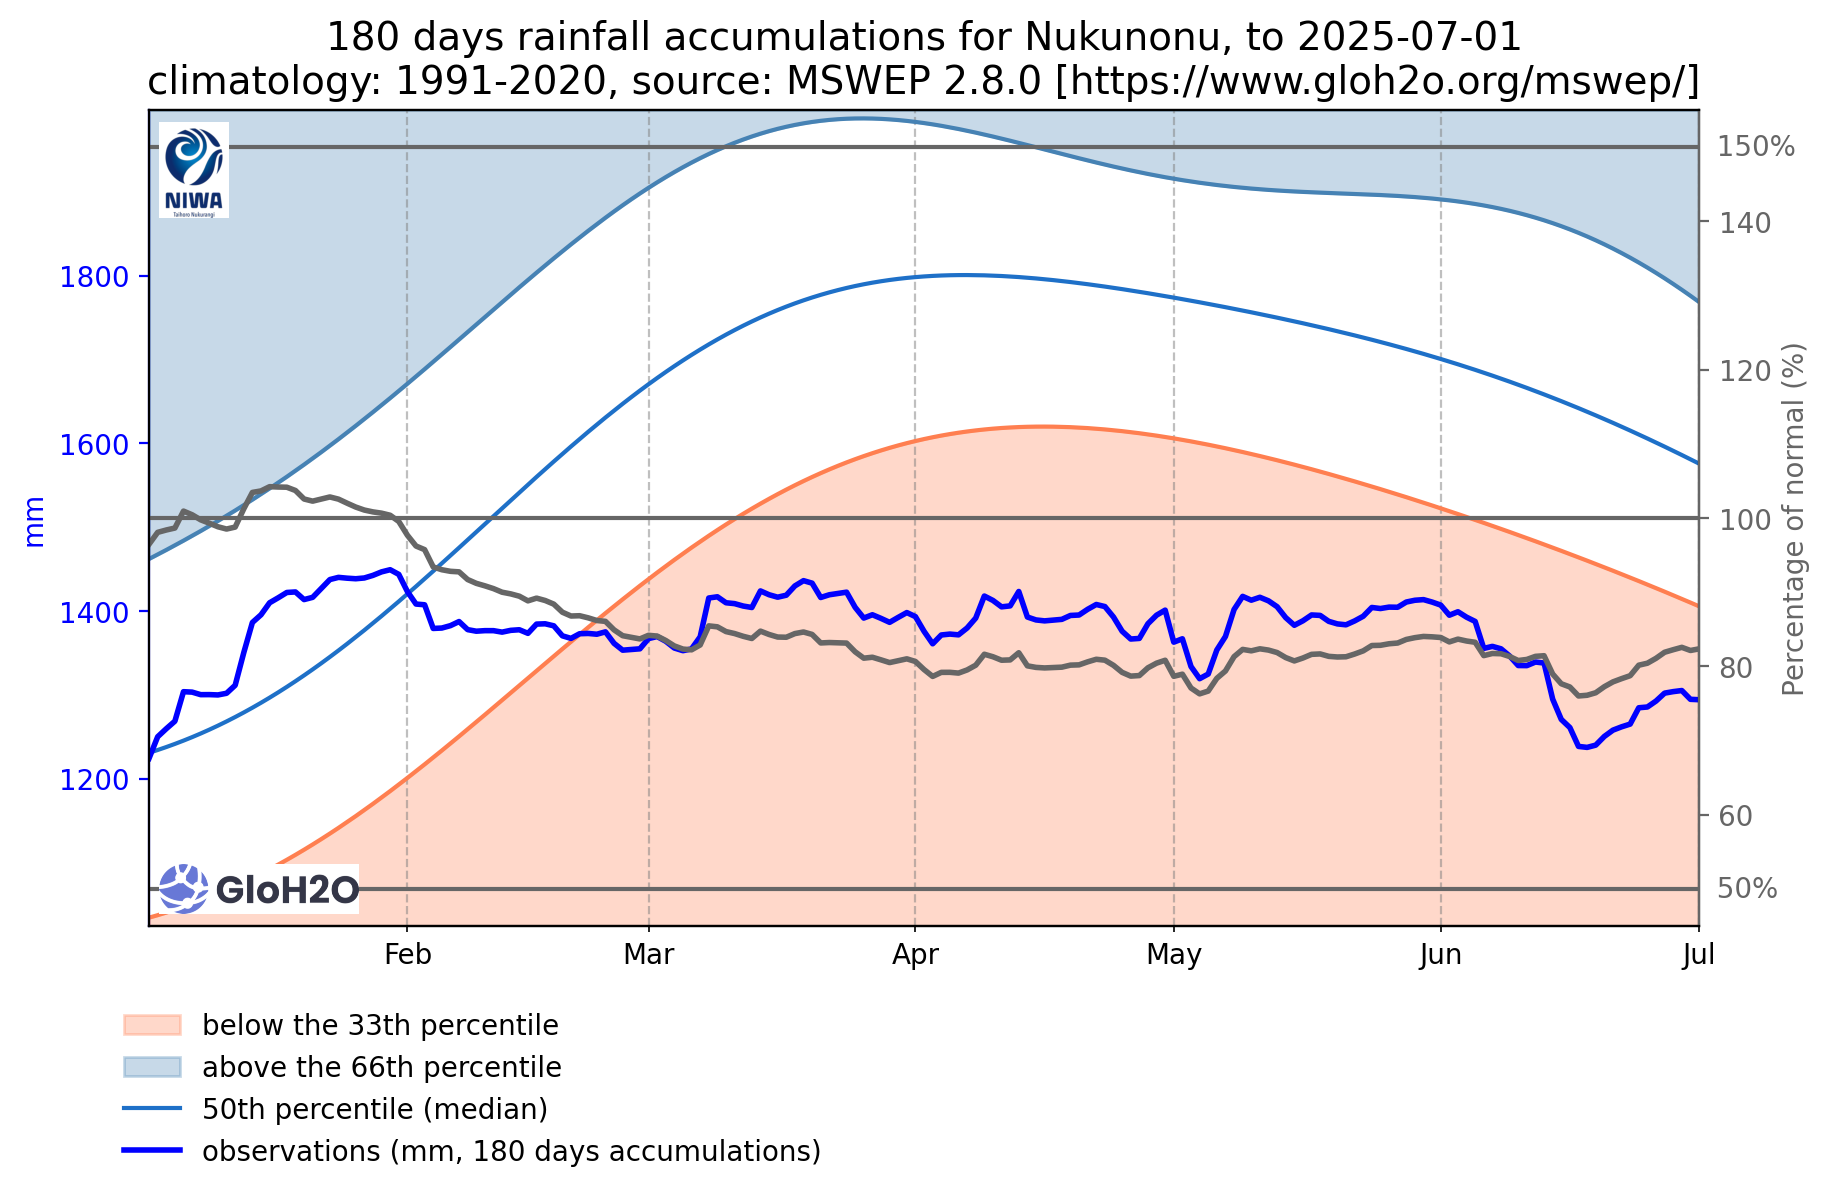 180 days rainfall accumulations for Nukunonu, to 2025-07-01
climatology: 1991-2020, source: MSWEP 2.8.0 [https://www.gloh2o.org/mswep/]
NIWA
Taihoro Nukurangi
150%
140
1800
120
1600
mm
100
Percentage of normal (%)
1400
80
1200
60
GloH2O
50%
Feb
Mar
Apr
May
Jun
Jul
below the 33th percentile
above the 66th percentile
50th percentile (median)
observations (mm, 180 days accumulations)